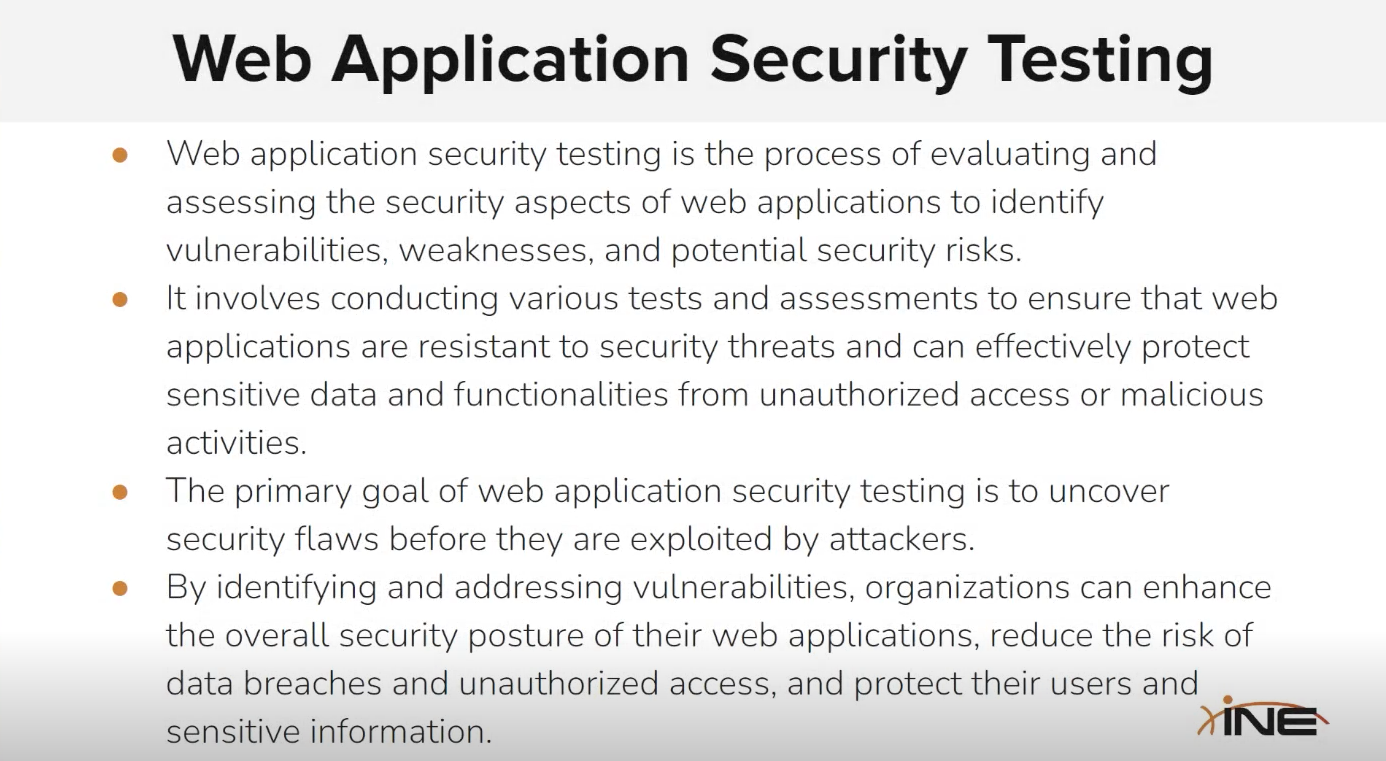 Web Application Security Testing
Web application security testing is the process of evaluating and
assessing the security aspects of web applications to identify
vulnerabilities, weaknesses, and potential security risks.
It involves conducting various tests and assessments to ensure that web
applications are resistant to security threats and can effectively protect
sensitive data and functionalities from unauthorized access or malicious
activities.
The primary goal of web application security testing is to uncover
security flaws before they are exploited by attackers.
By identifying and addressing vulnerabilities, organizations can enhance
the overall security posture of their web applications, reduce the risk of
data breaches and unauthorized access, and protect their users and
sensitive information.
INE